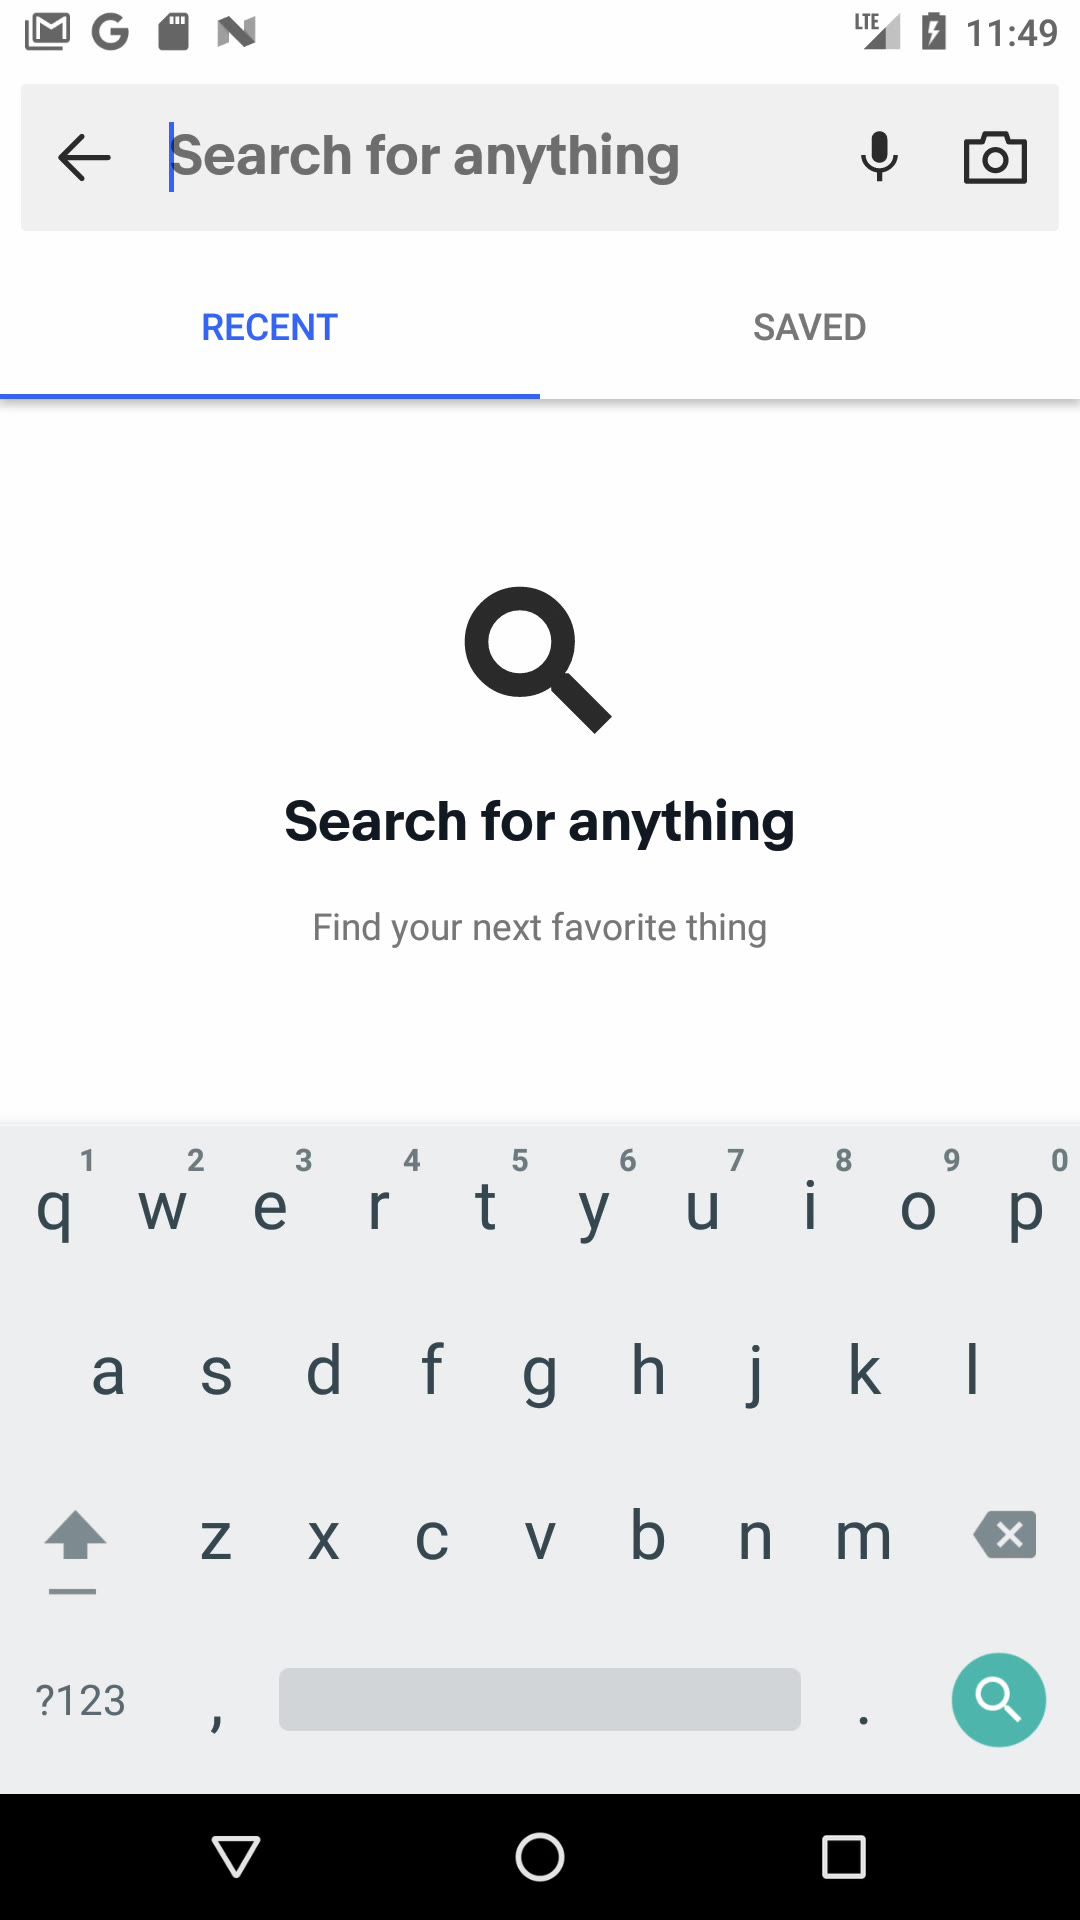 LTE 11:49
Search for anything
RECENT SAVED
Search for anything
Find your next favorite thing
1 2 3 4 5 6 7 8 9 0
q w e r t y u i o p
a s d f g h j k l
z x c v b n m
?123 , .